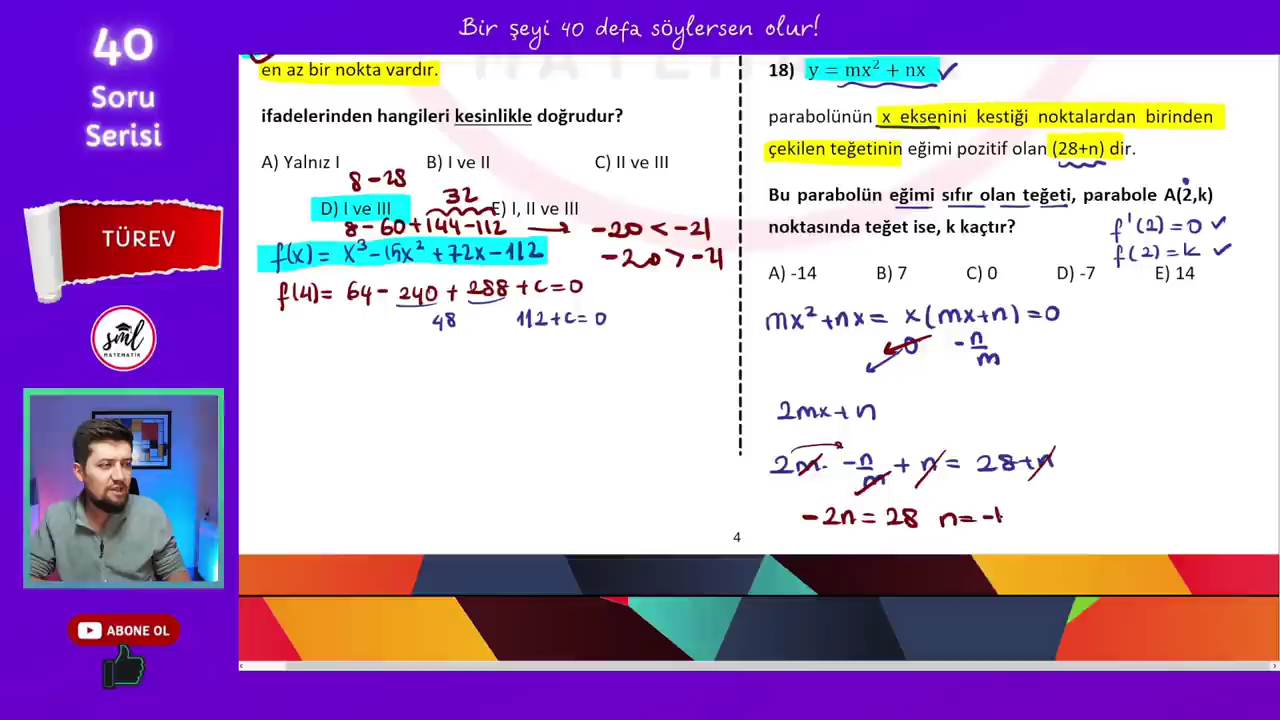 Bir şeyi 40 defa söylersen olur!
40
Soru
Serisi
TÜREV
sml
MATEMATİK
ABONE OL
en az bir nokta vardır.
ifadelerinden hangileri kesinlikle doğrudur?
A) Yalnız I B) I ve II C) II ve III
8-28
32
D) I ve III E) I, II ve III
8-60+144-112 → -20 < -21
f(x) = x³ - 15x² + 72x - 112 -20 > -21
f(4) = 64 - 240 + 288 + c = 0
48 112 + c = 0
18) y = mx² + nx
parabolünün x eksenini kestiği noktalardan birinden
çekilen teğetinin eğimi pozitif olan (28+n) dir.
Bu parabolün eğimi sıfır olan teğeti, parabole A(2,k)
noktasında teğet ise, k kaçtır?
f'(2) = 0
f(2) = k
A) -14 B) 7 C) 0 D) -7 E) 14
mx² + nx = x(mx+n) = 0
0 -n/m
2mx + n
2m. -n/m + n = 28+n
-2n = 28 n = -1
4